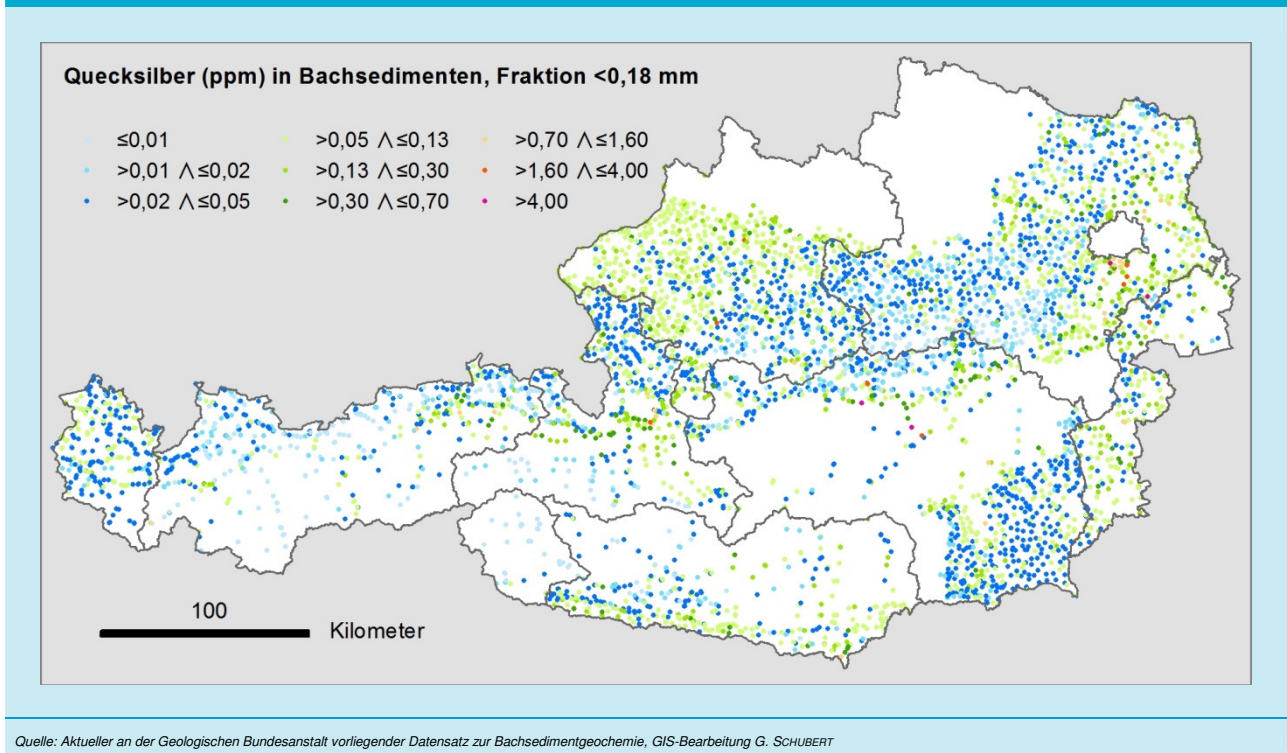 Quecksilber (ppm) in Bachsedimenten, Fraktion <0,18 mm
≤0,01 >0,05 ∧≤0,13 >0,70 ∧≤1,60
>0,01 ∧≤0,02 >0,13 ∧≤0,30 >1,60 ∧≤4,00
>0,02 ∧≤0,05 >0,30 ∧≤0,70 >4,00
100
Kilometer
Quelle: Aktueller an der Geologischen Bundesanstalt vorliegender Datensatz zur Bachsedimentgeochemie, GIS-Bearbeitung G. SCHUBERT